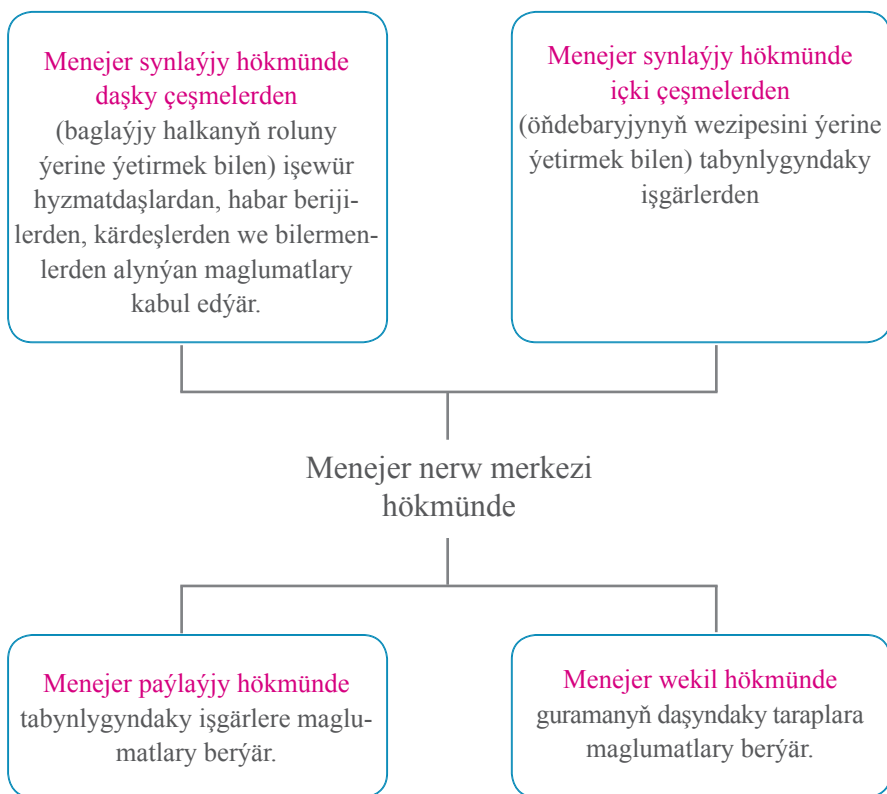 Menejer synlaýjy hökmünde
daşky çeşmelerden
(baglaýjy halkanyň roluny
ýerine ýetirmek bilen) işewür
hyzmatdaşlardan, habar beriji-
lerden, kärdeşlerden we bilermen-
lerden alynýan maglumatlary
kabul edýär.
Menejer synlaýjy hökmünde
içki çeşmelerden
(öňdebaryjynyň wezipesini ýerine
ýetirmek bilen) tabynlygyndaky
işgärlerden
Menejer nerw merkezi
hökmünde
Menejer paýlaýjy hökmünde
tabynlygyndaky işgärlere maglu-
matlary berýär.
Menejer wekil hökmünde
guramanyň daşyndaky taraplara
maglumatlary berýär.